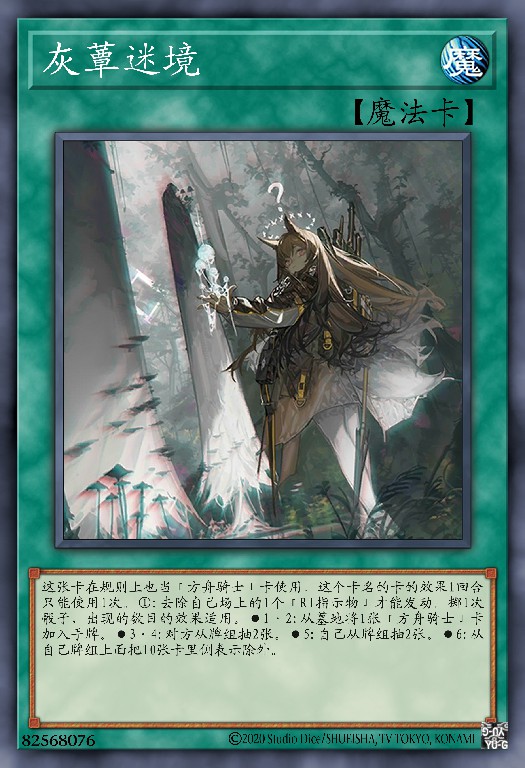 灰蕈迷境
魔
【魔法卡】
?
这张卡在规则上也当「方舟骑士」卡使用。这个卡名的卡的效果1回合
只能使用1次。①:去除自己场上的1个「RI指示物」才能发动。掷1次
骰子,出现的数目的效果适用。●1·2:从墓地将1张「方舟骑士」卡
加入手牌。●3·4:对方从牌组抽2张。●5:自己从牌组抽2张。●6:从
自己牌组上面把10张卡里侧表示除外。
82568076
©2020 Studio Dice/SHUEISHA, TV TOKYO, KONAMI